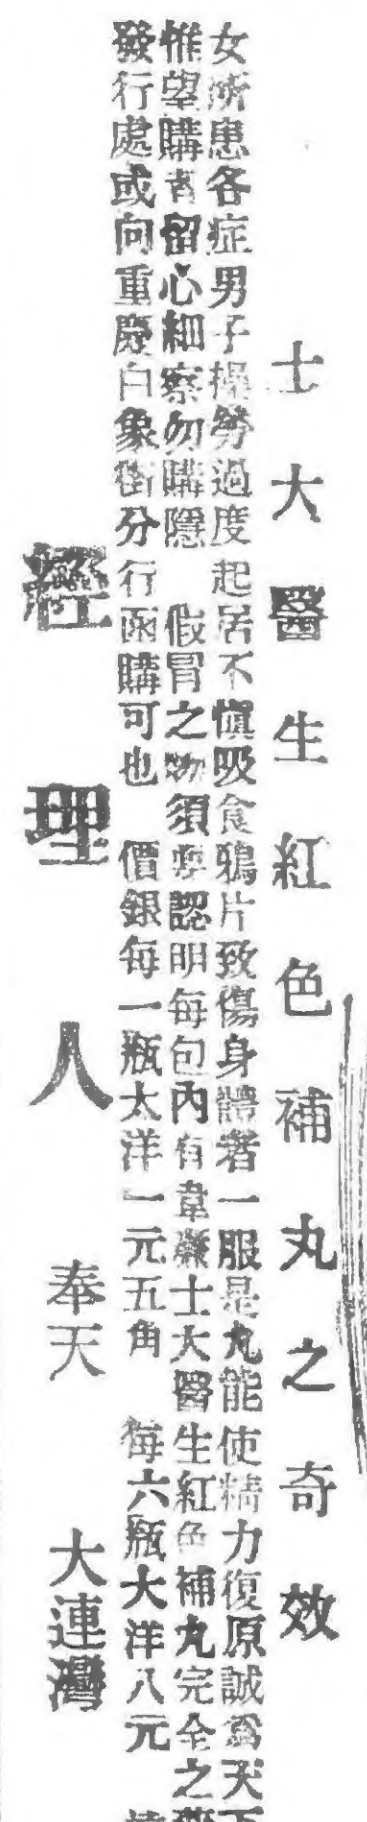 士大醫生紅色補丸之奇效
女所患各症男子操勞過度 起居不慎吸食鴉片致傷身體者一服是丸能使精力復原誠爲天下
惟望購者留心細察勿購隱 假冒之物須要認明每包內有韋廉士大醫生紅色補丸完全之
發行處或向重慶白象街分行函購可也 價銀每一瓶大洋一元五角 每六瓶大洋八元
經理人 奉天 大連灣